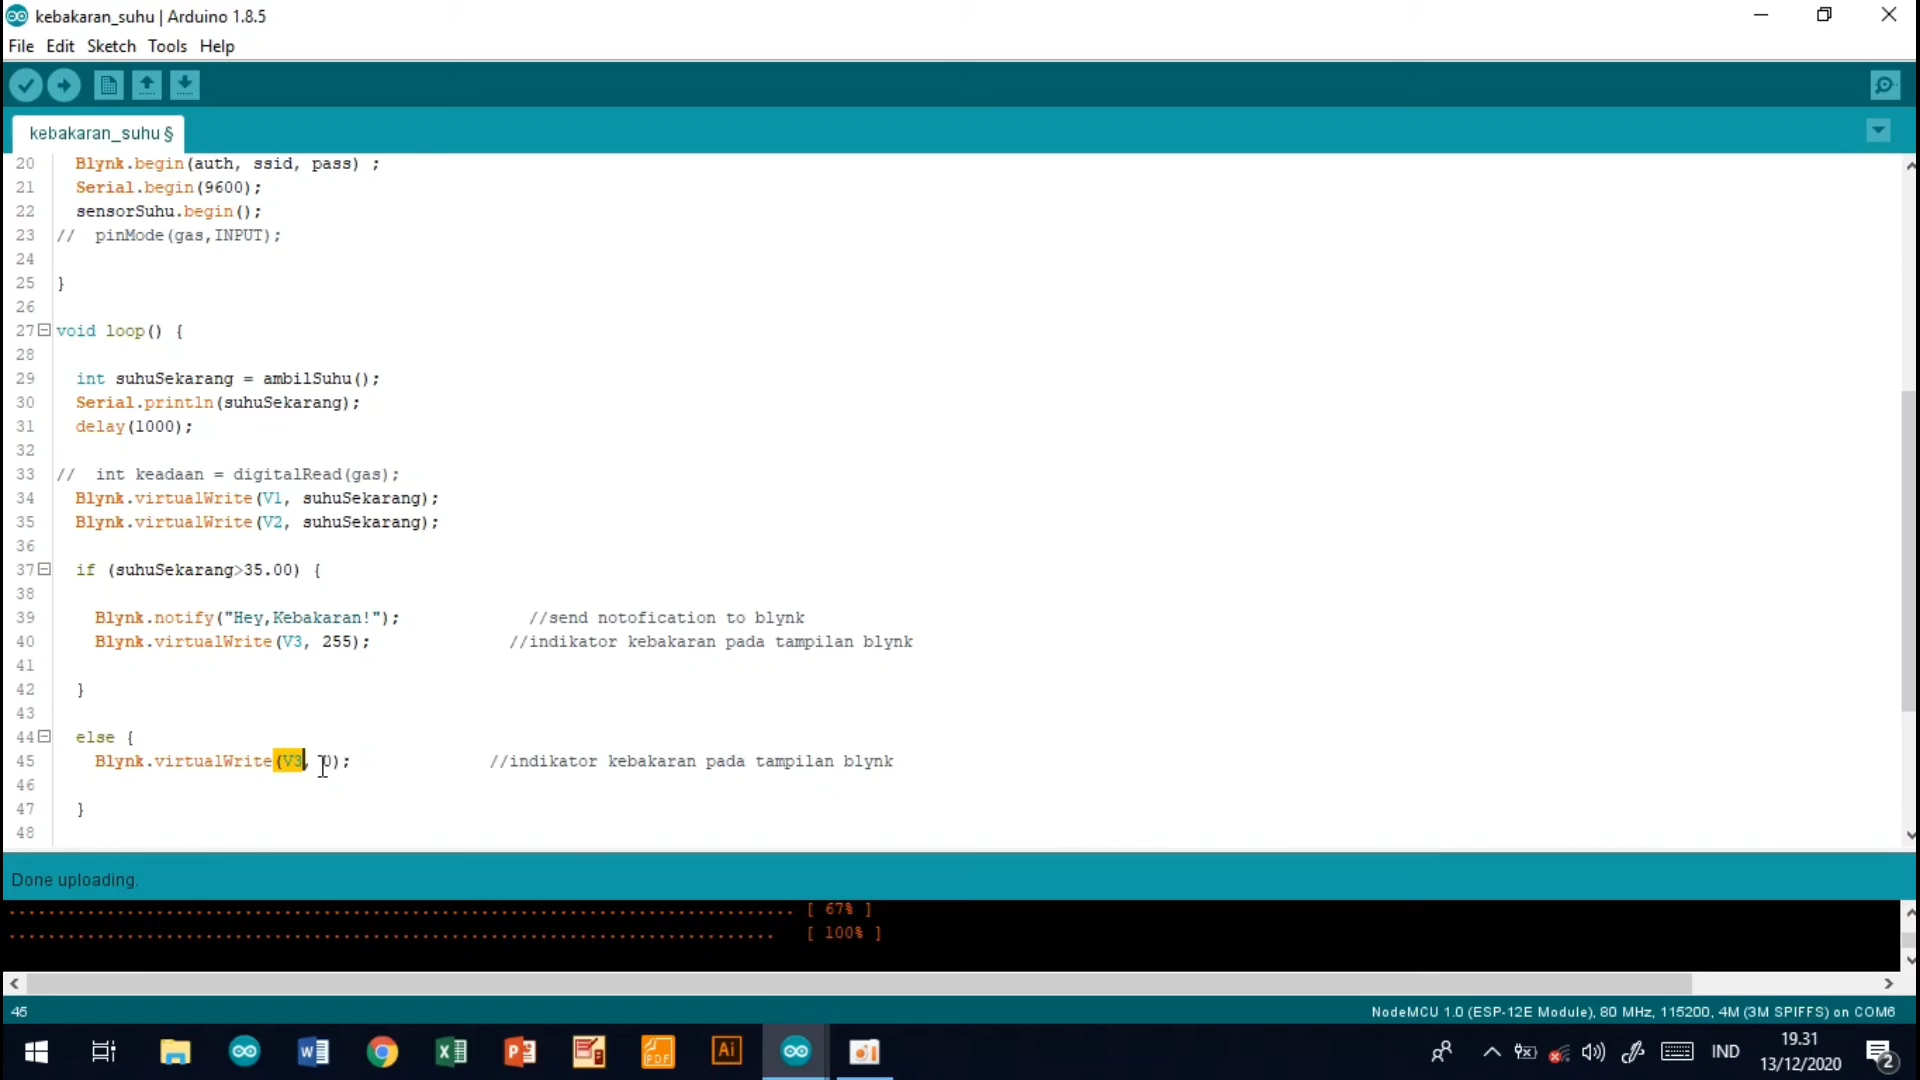 kebakaran_suhu | Arduino 1.8.5
File Edit Sketch Tools Help
kebakaran_suhu §
20 Blynk.begin(auth, ssid, pass) ;
21 Serial.begin(9600);
22 sensorSuhu.begin();
23 // pinMode(gas,INPUT);
24
25 }
26
27 void loop() {
28
29 int suhuSekarang = ambilSuhu();
30 Serial.println(suhuSekarang);
31 delay(1000);
32
33 // int keadaan = digitalRead(gas);
34 Blynk.virtualWrite(V1, suhuSekarang);
35 Blynk.virtualWrite(V2, suhuSekarang);
36
37 if (suhuSekarang>35.00) {
38
39 Blynk.notify("Hey,Kebakaran!"); //send notofication to blynk
40 Blynk.virtualWrite(V3, 255); //indikator kebakaran pada tampilan blynk
41
42 }
43
44 else {
45 Blynk.virtualWrite(V3, 0); //indikator kebakaran pada tampilan blynk
46
47 }
48
Done uploading.
................................................................................ [ 67% ]
.............................................................................. [ 100% ]
45 NodeMCU 1.0 (ESP-12E Module), 80 MHz, 115200, 4M (3M SPIFFS) on COM6
PDF
Ai
IND
19.31
13/12/2020
2